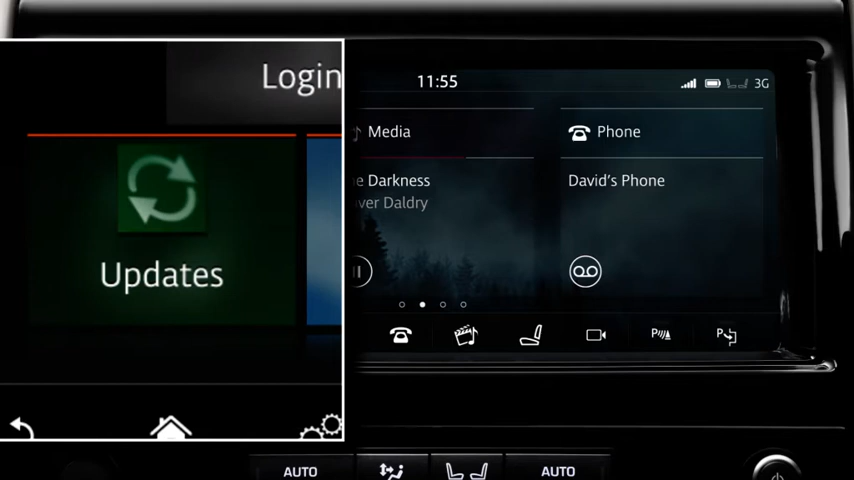 Login
Updates
11:55
3G
Media
Phone
e Darkness
ver Daldry
David's Phone
P
P
AUTO
AUTO